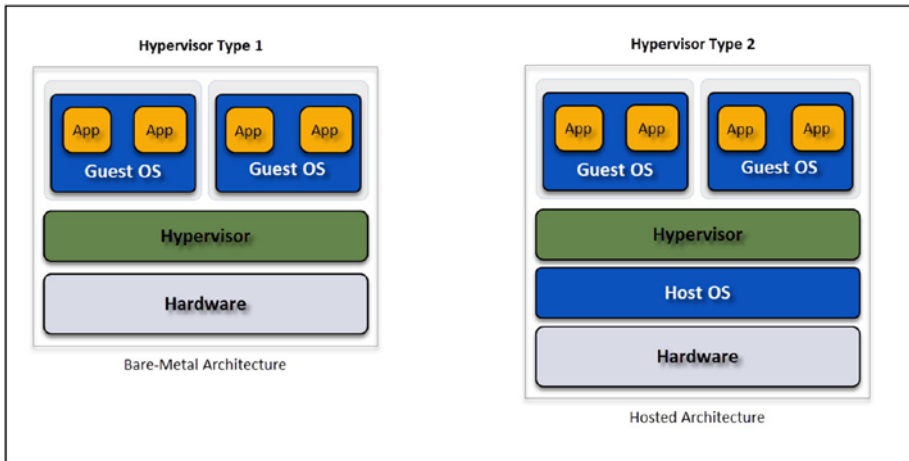 Hypervisor Type 1
App App App App
Guest OS Guest OS
Hypervisor
Hardware
Bare-Metal Architecture
Hypervisor Type 2
App App App App
Guest OS Guest OS
Hypervisor
Host OS
Hardware
Hosted Architecture